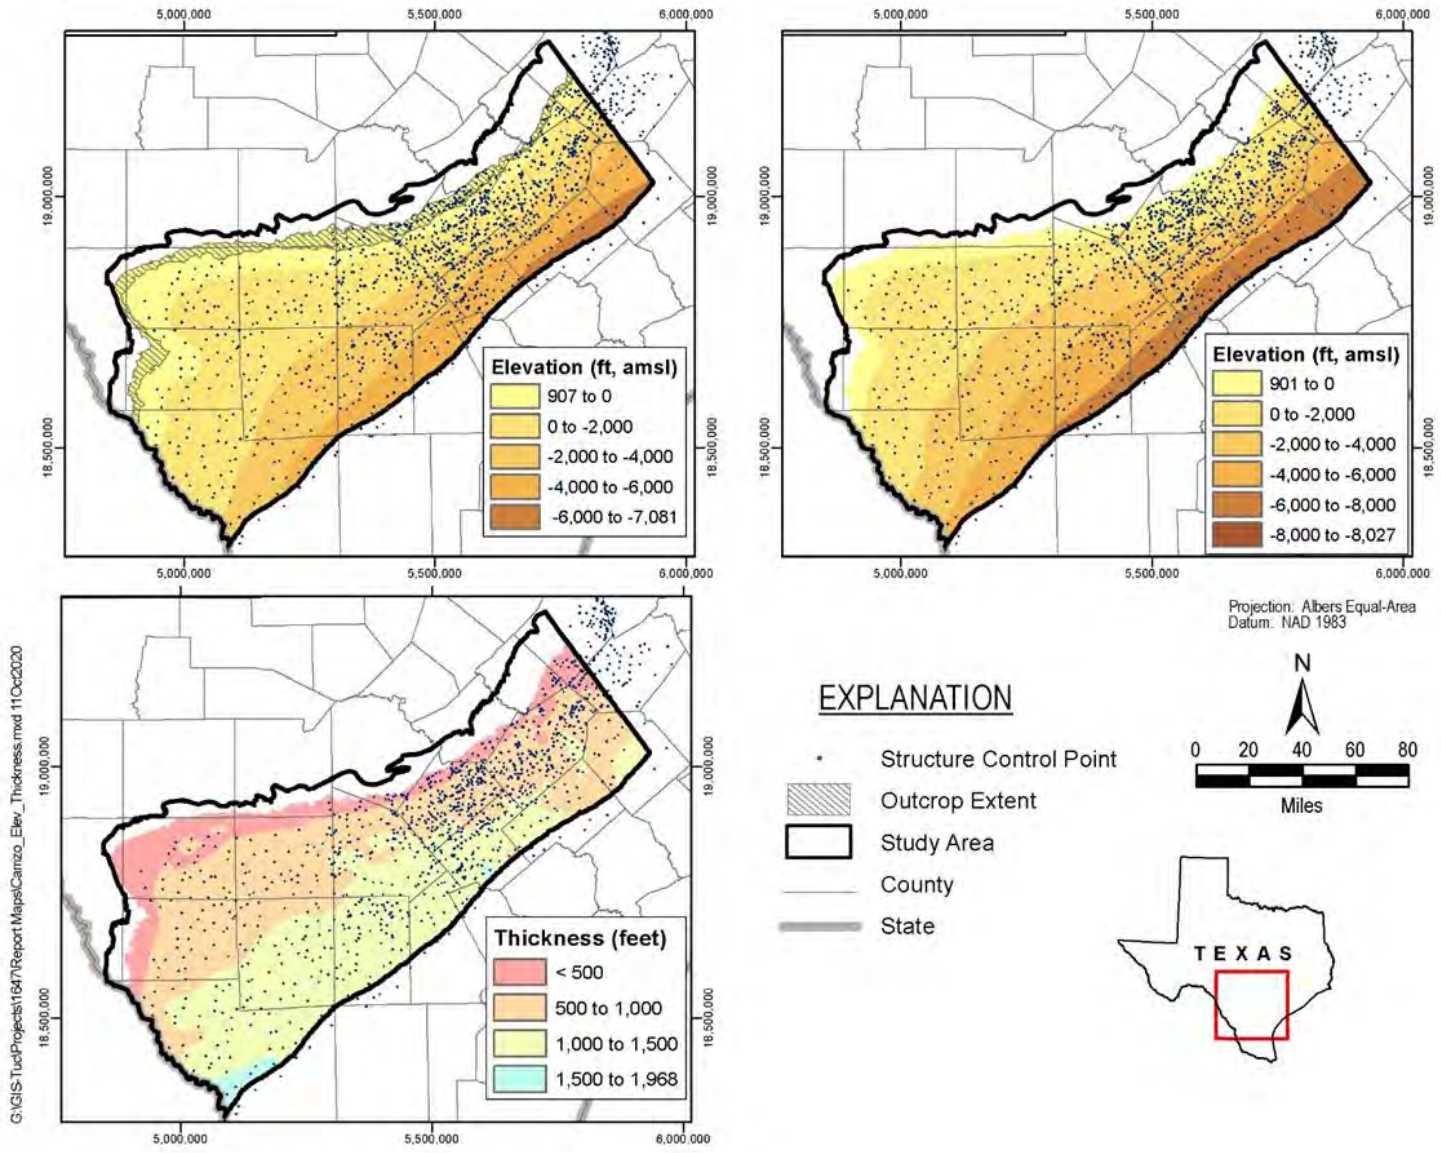 5,000,000 5,500,000 6,000,000
5,000,000 5,500,000 6,000,000
19,000,000
19,000,000
18,500,000
18,500,000
Elevation (ft, amsl)
907 to 0
0 to -2,000
-2,000 to -4,000
-4,000 to -6,000
-6,000 to -7,081
5,000,000 5,500,000 6,000,000
5,000,000 5,500,000 6,000,000
19,000,000
19,000,000
18,500,000
18,500,000
Elevation (ft, amsl)
901 to 0
0 to -2,000
-2,000 to -4,000
-4,000 to -6,000
-6,000 to -8,000
-8,000 to -8,027
G:\GIS-Tuc\Projects\1647\Report Maps\Carrizo_Elev_Thickness.mxd 11Oct2020
19,000,000
19,000,000
18,500,000
18,500,000
Thickness (feet)
< 500
500 to 1,000
1,000 to 1,500
1,500 to 1,968
5,000,000 5,500,000 6,000,000
Projection: Albers Equal-Area
Datum: NAD 1983
N
0 20 40 60 80
Miles
EXPLANATION
Structure Control Point
Outcrop Extent
Study Area
County
State
TEXAS